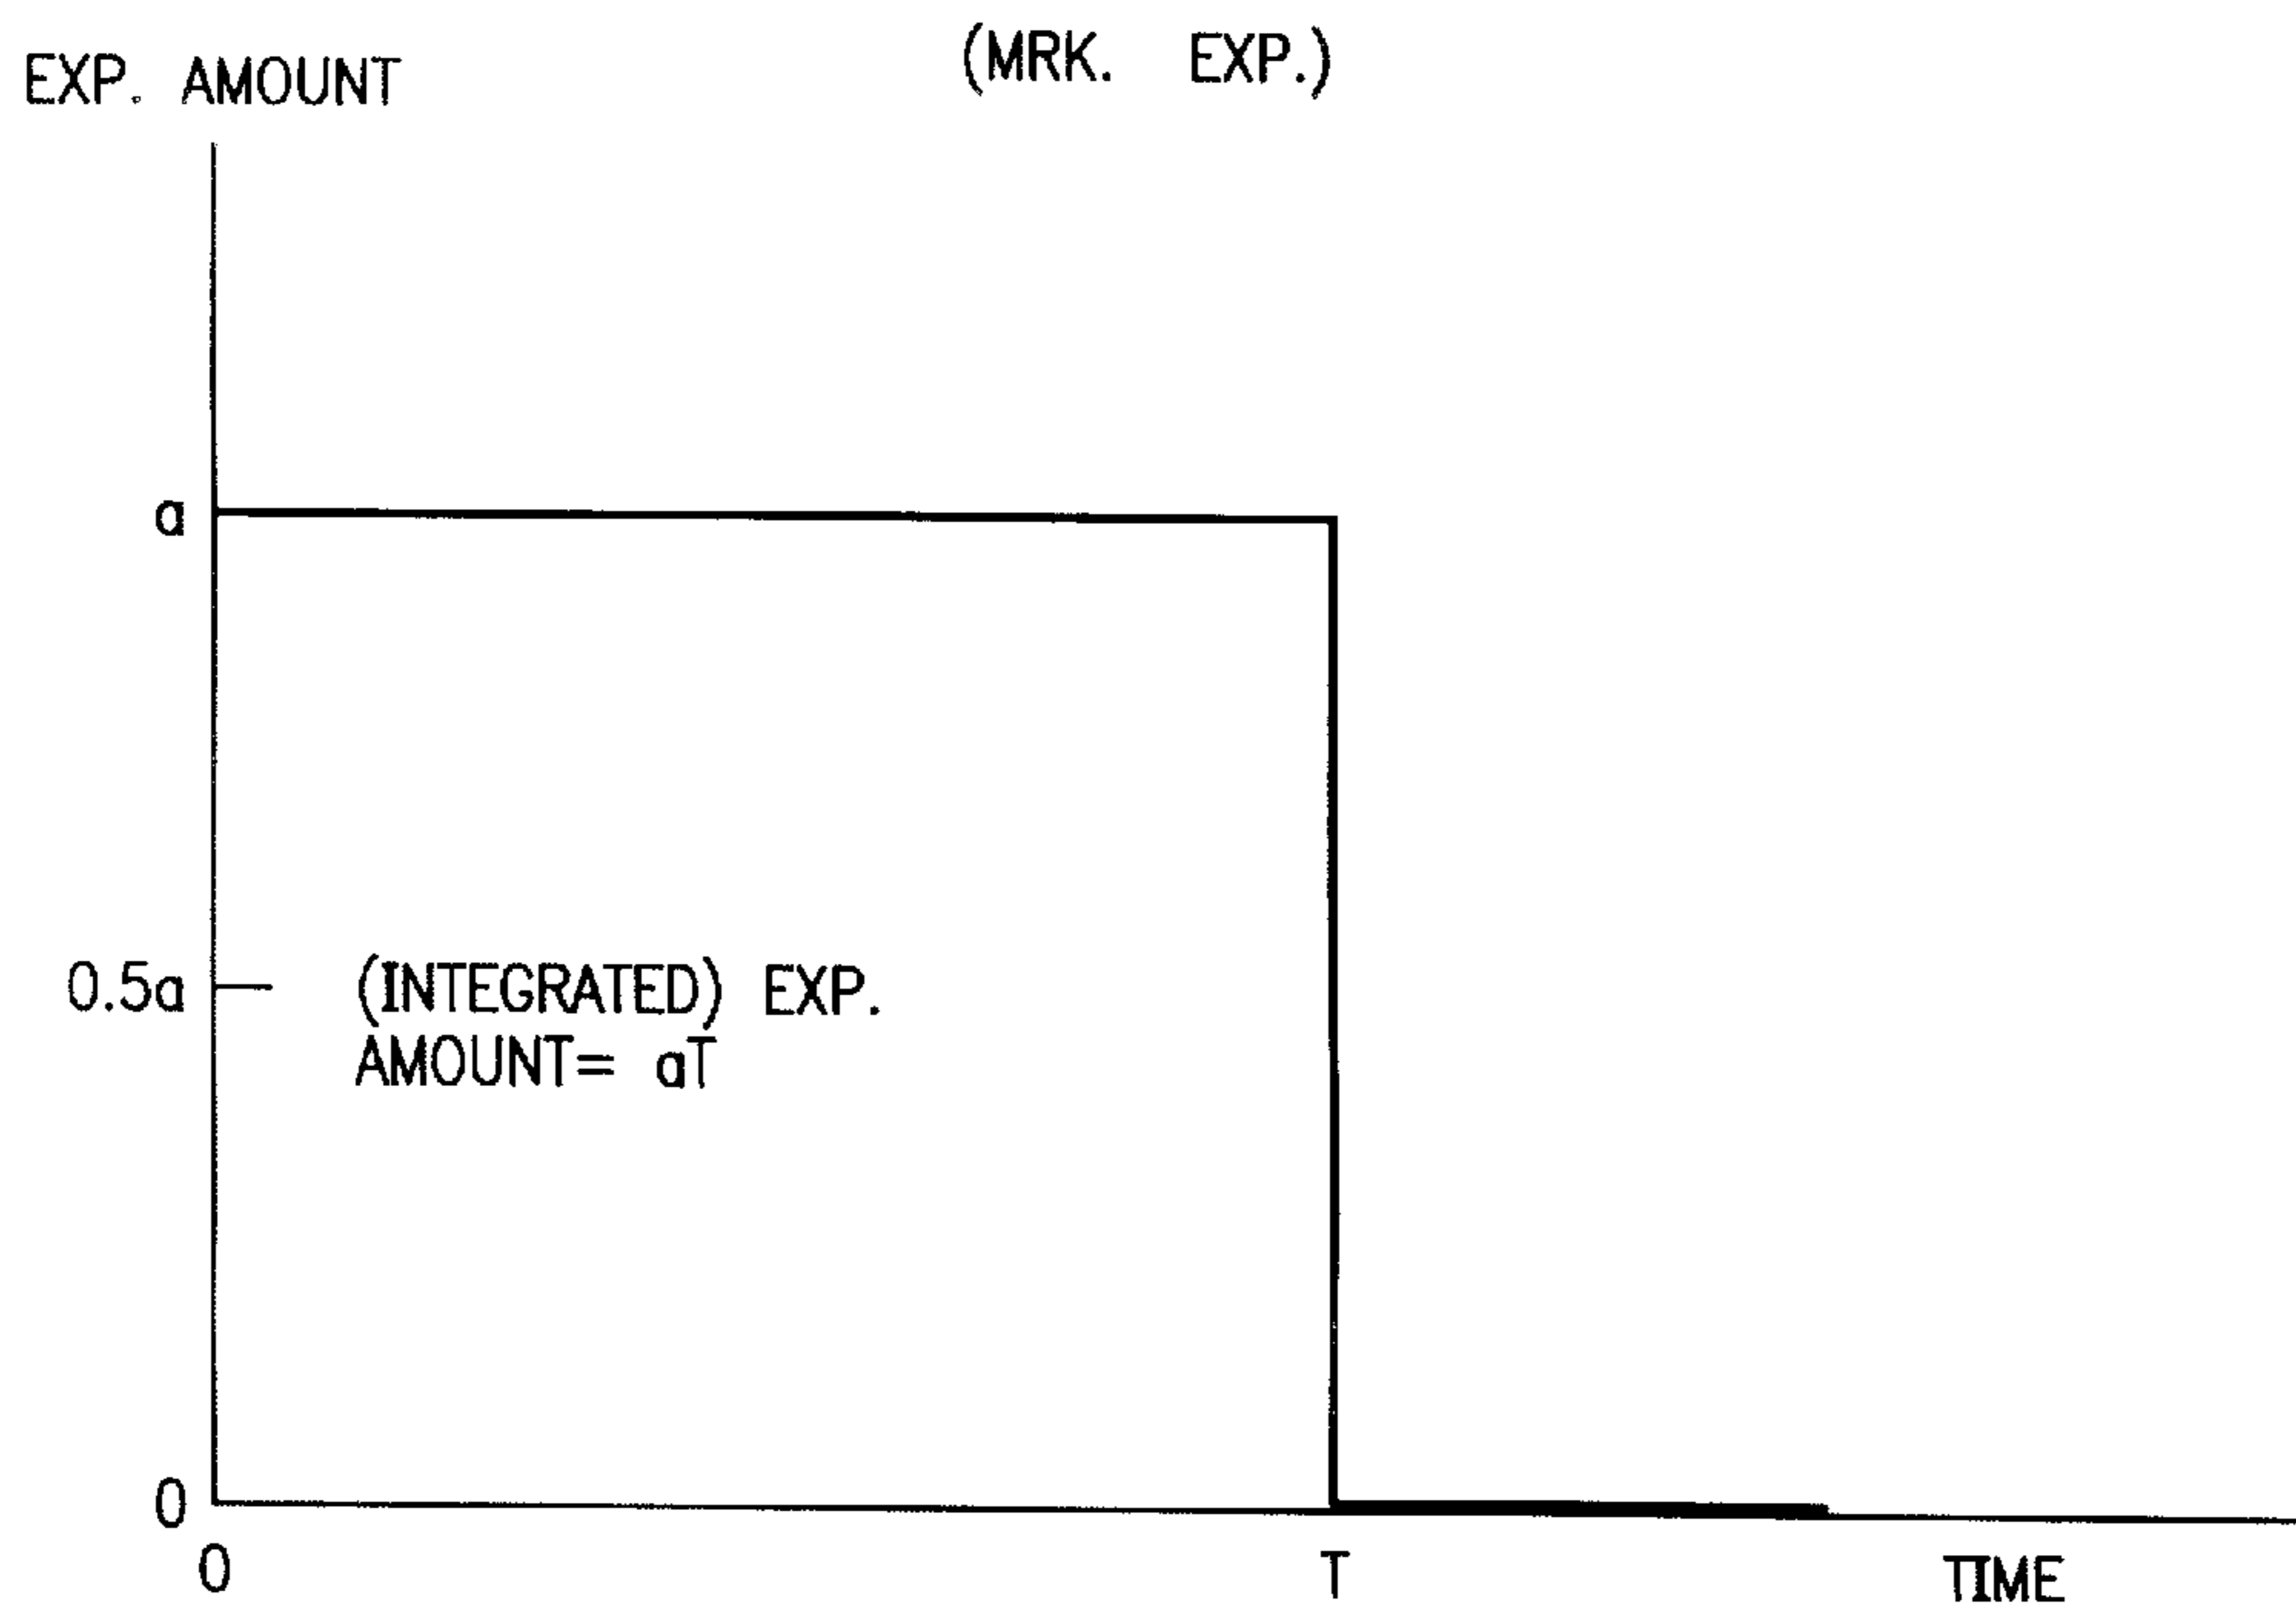 (MRK. EXP.)
EXP. AMOUNT
a
0.5a
(INTEGRATED) EXP.
AMOUNT= aT
0
0
T
TIME